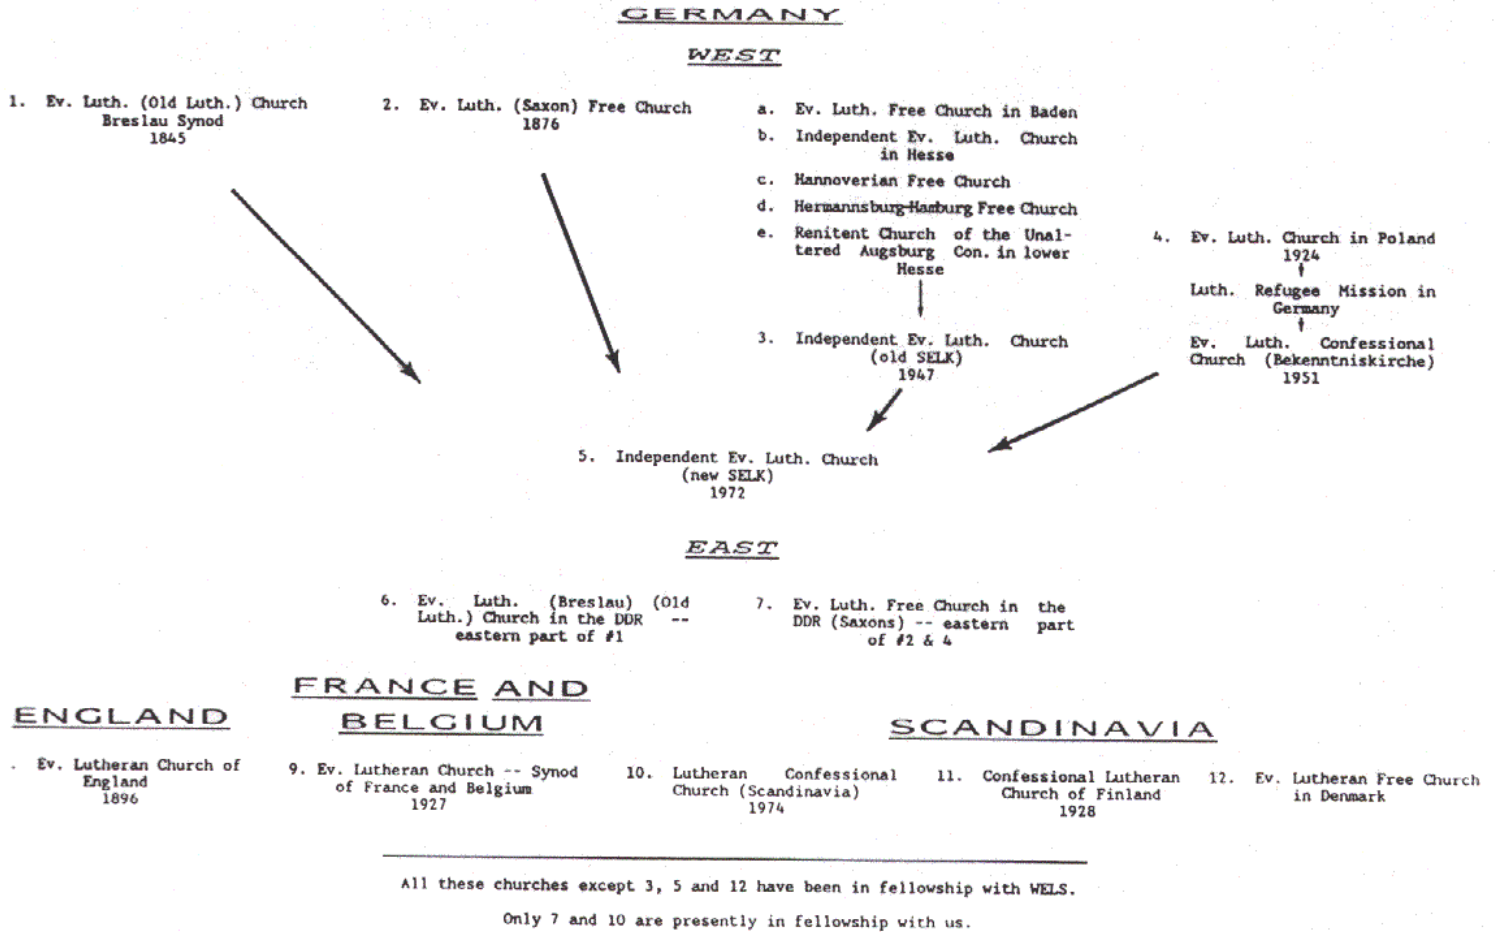 GERMANY
WEST
1. Ev. Luth. (Old Luth.) Church
Breslau Synod
1845
2. Ev. Luth. (Saxon) Free Church
1876
a. Ev. Luth. Free Church in Baden
b. Independent Ev. Luth. Church
in Hesse
c. Hannoverian Free Church
d. Hermannsburg-Hamburg Free Church
e. Renitent Church of the Unal-
tered Augsburg Con. in lower
Hesse
3. Independent Ev. Luth. Church
(old SELK)
1947
4. Ev. Luth. Church in Poland
1924
Luth. Refugee Mission in
Germany
Ev. Luth. Confessional
Church (Bekenntniskirche)
1951
5. Independent Ev. Luth. Church
(new SELK)
1972
EAST
6. Ev. Luth. (Breslau) (Old
Luth.) Church in the DDR --
eastern part of #1
7. Ev. Luth. Free Church in the
DDR (Saxons) -- eastern part
of #2 & 4
ENGLAND
. Ev. Lutheran Church of
England
1896
FRANCE AND
BELGIUM
9. Ev. Lutheran Church -- Synod
of France and Belgium
1927
SCANDINAVIA
10. Lutheran Confessional
Church (Scandinavia)
1974
11. Confessional Lutheran
Church of Finland
1928
12. Ev. Lutheran Free Church
in Denmark
All these churches except 3, 5 and 12 have been in fellowship with WELS.
Only 7 and 10 are presently in fellowship with us.